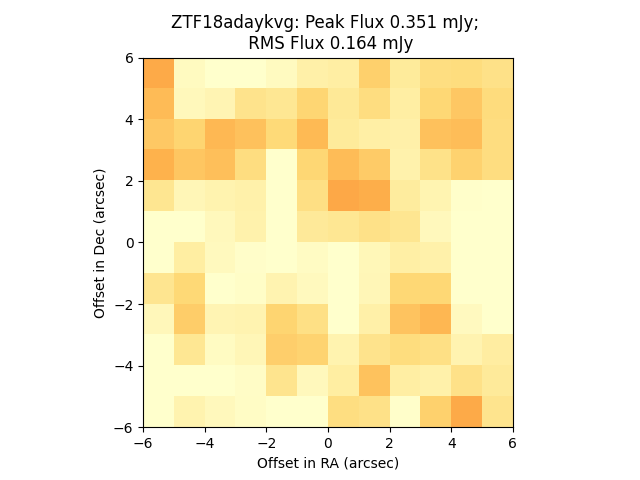 ZTF18adaykvg: Peak Flux 0.351 mJy;
RMS Flux 0.164 mJy
6
4
2
0
−2
−4
−6
Offset in Dec (arcsec)
−6 −4 −2 0 2 4 6
Offset in RA (arcsec)